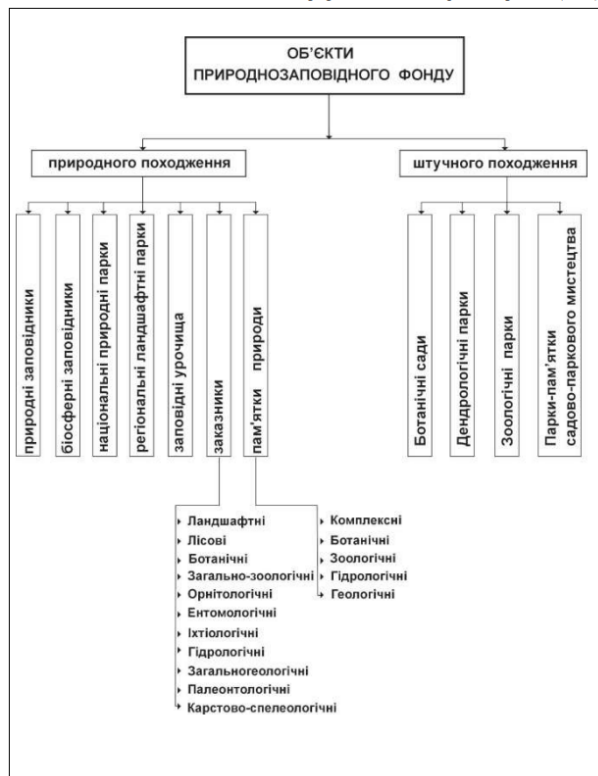 ОБ'ЄКТИ
ПРИРОДНОЗАПОВІДНОГО ФОНДУ
природного походження
штучного походження
природні заповідники
біосферні заповідники
національні природні парки
регіональні ландшафтні парки
заповідні урочища
заказники
пам'ятки природи
Ботанічні сади
Дендрологічні парки
Зоологічні парки
Парки-пам'ятки
садово-паркового мистецтва
Ландшафтні
Лісові
Ботанічні
Загально-зоологічні
Орнітологічні
Ентомологічні
Іхтіологічні
Гідрологічні
Загальногеологічні
Палеонтологічні
Карстово-спелеологічні
Комплексні
Ботанічні
Зоологічні
Гідрологічні
Геологічні